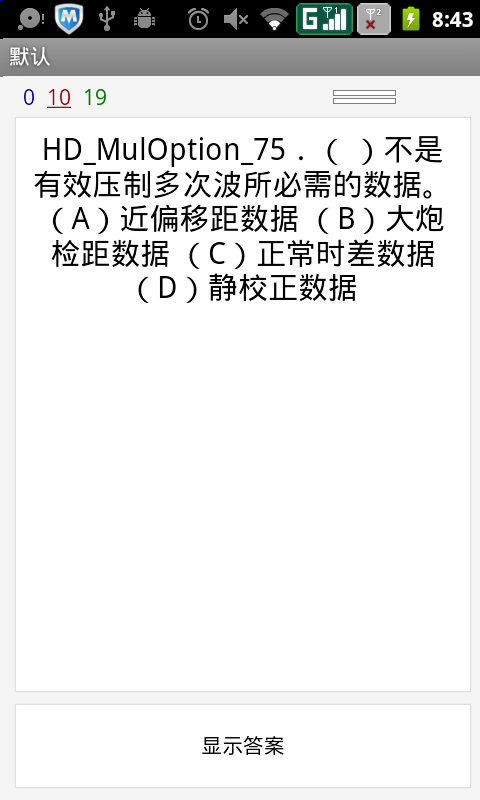 8:43
默认
0 10 19
HD_MulOption_75．（ ）不是
有效压制多次波所必需的数据。
（A）近偏移距数据 （B）大炮
检距数据 （C）正常时差数据
（D）静校正数据
显示答案